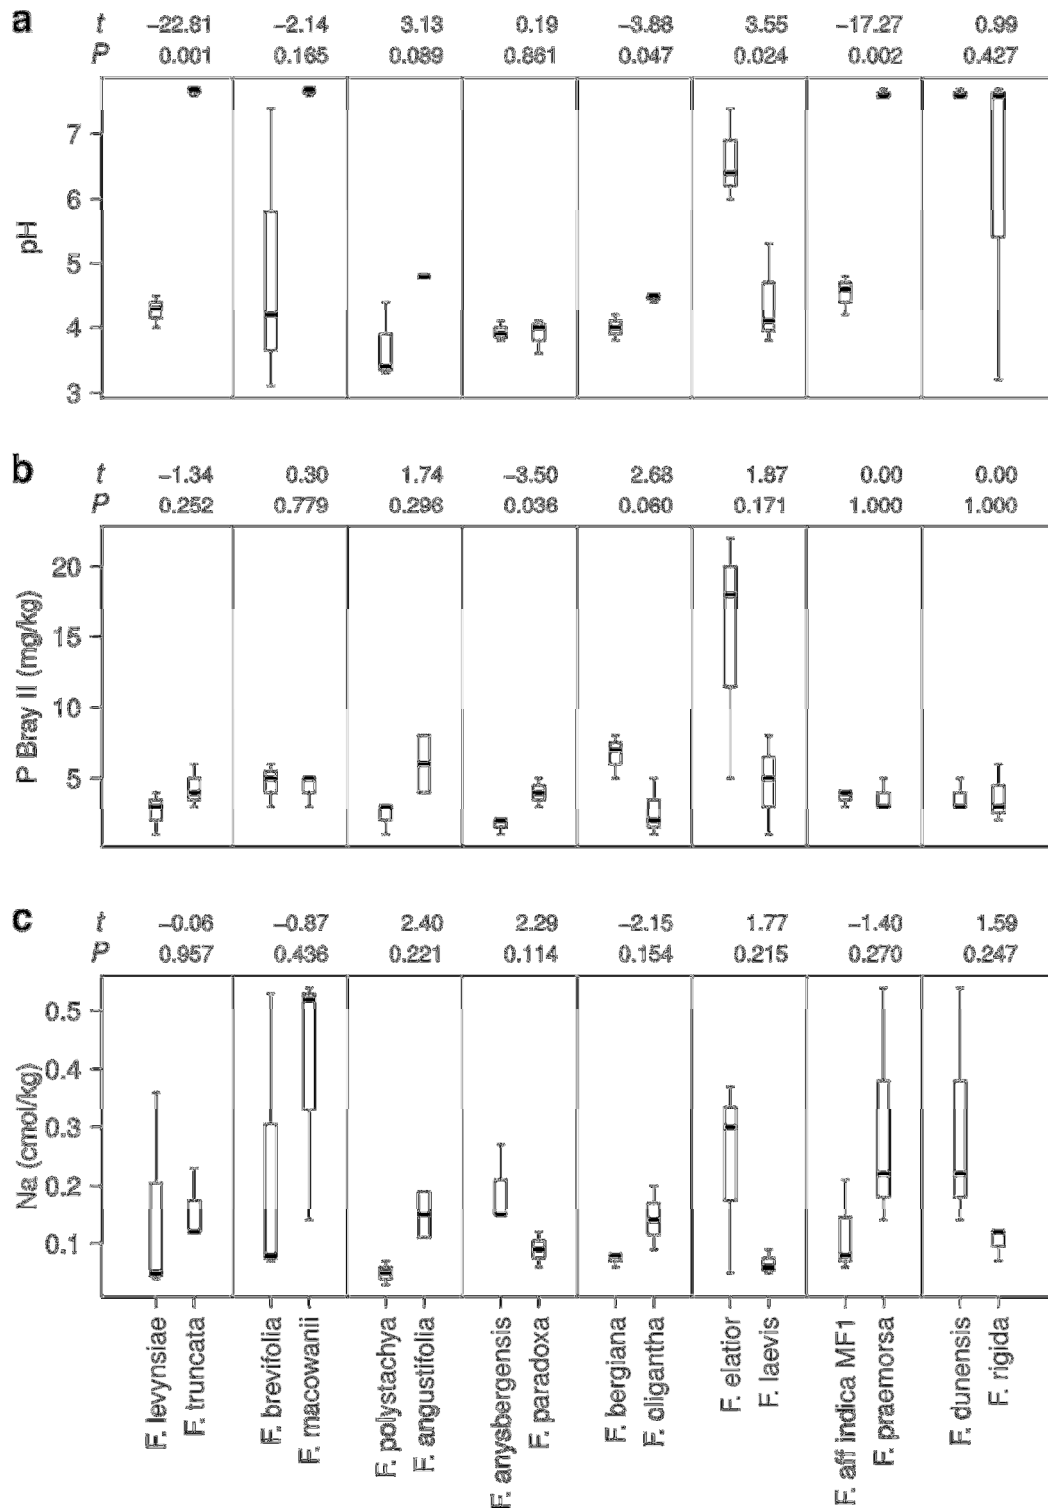 a t −22.81 −2.14 3.13 0.19 −3.88 3.55 −17.27 0.99
P 0.001 0.165 0.089 0.861 0.047 0.024 0.002 0.427
7
6
5
4
3
pH
b t −1.34 0.30 1.74 −3.50 2.68 1.87 0.00 0.00
P 0.252 0.779 0.296 0.036 0.060 0.171 1.000 1.000
20
15
10
5
P Bray II (mg/kg)
c t −0.06 −0.87 2.40 2.29 −2.15 1.77 −1.40 1.59
P 0.957 0.436 0.221 0.114 0.154 0.215 0.270 0.247
0.5
0.4
0.3
0.2
0.1
Na (cmol/kg)
F. levynsiae
F. truncata
F. brevifolia
F. macowanii
F. polystachya
F. angustifolia
F. anysbergensis
F. paradoxa
F. bergiana
F. oligantha
F. elatior
F. laevis
F. aff indica MF1
F. praemorsa
F. dunensis
F. rigida